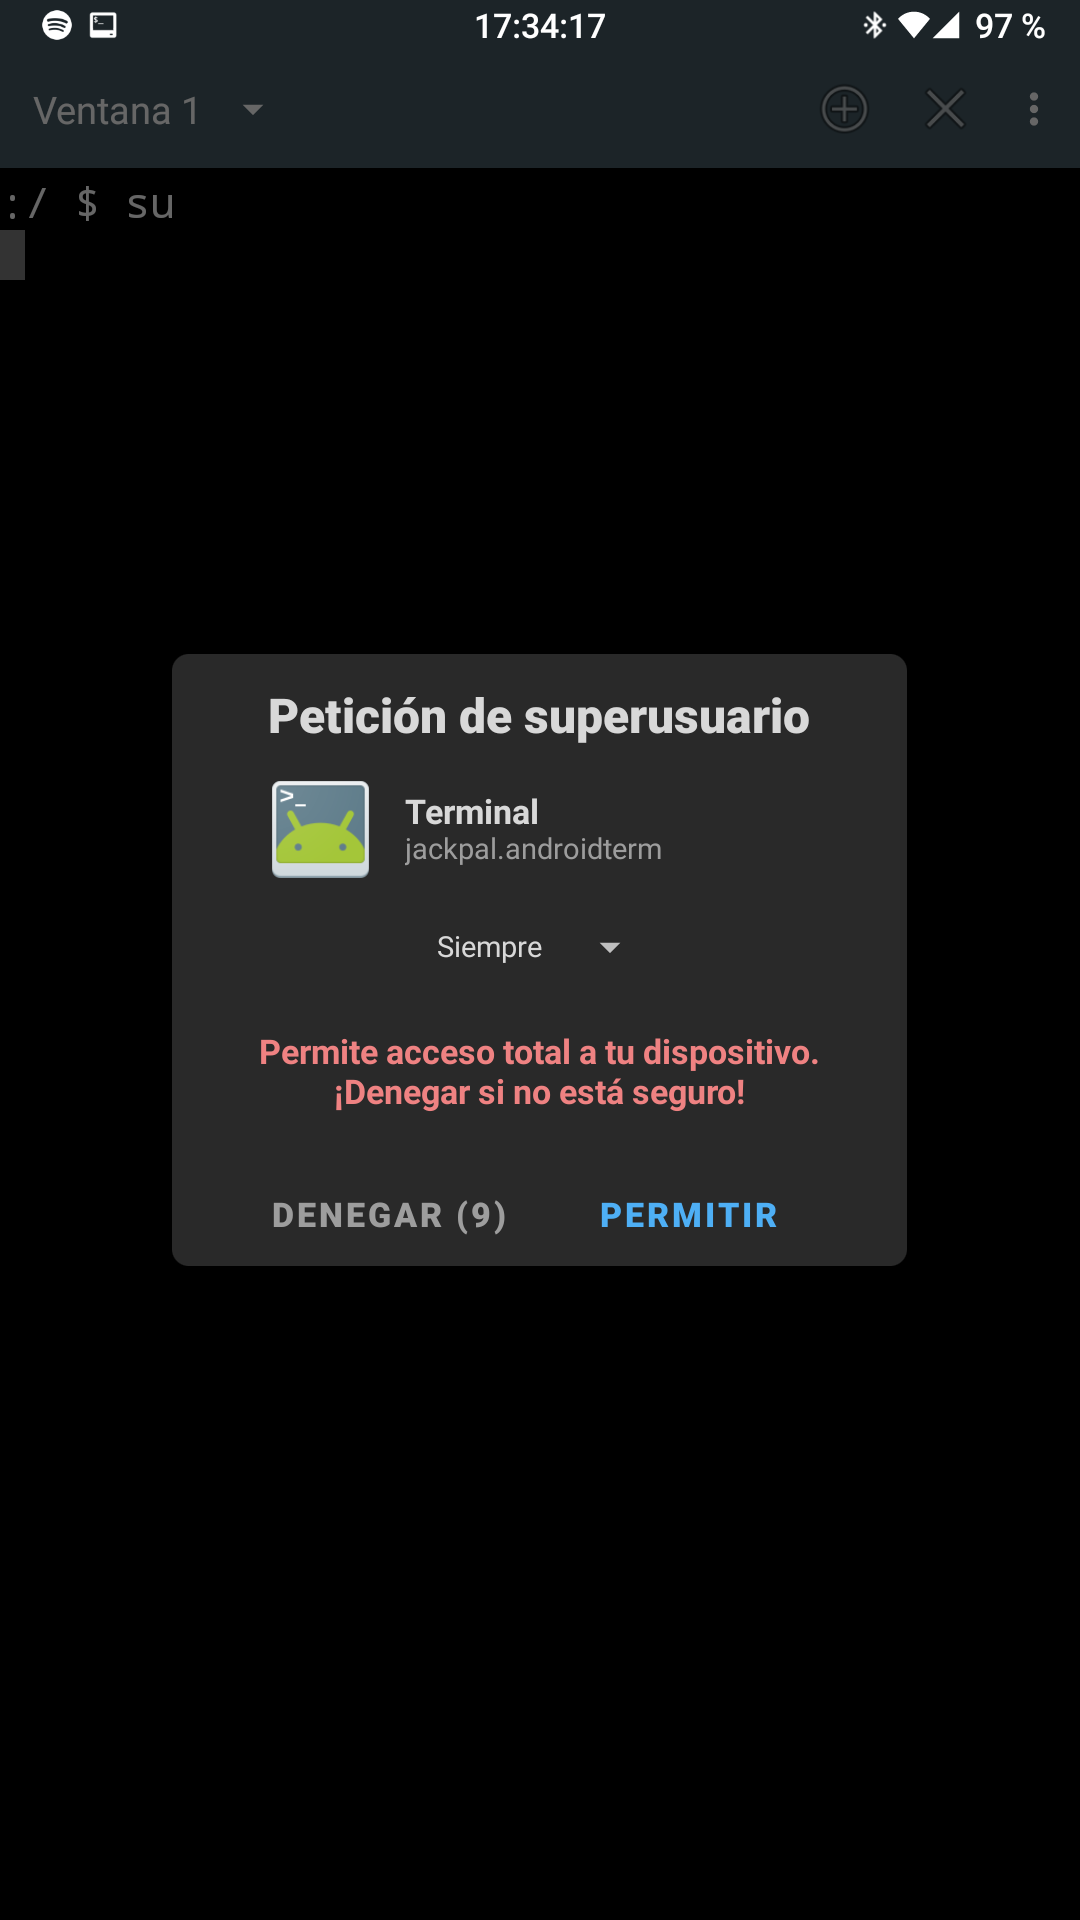 17:34:17 97 %
Ventana 1
:/ $ su
Petición de superusuario
>_
Terminal
jackpal.androidterm
Siempre
Permite acceso total a tu dispositivo.
¡Denegar si no está seguro!
DENEGAR (9) PERMITIR